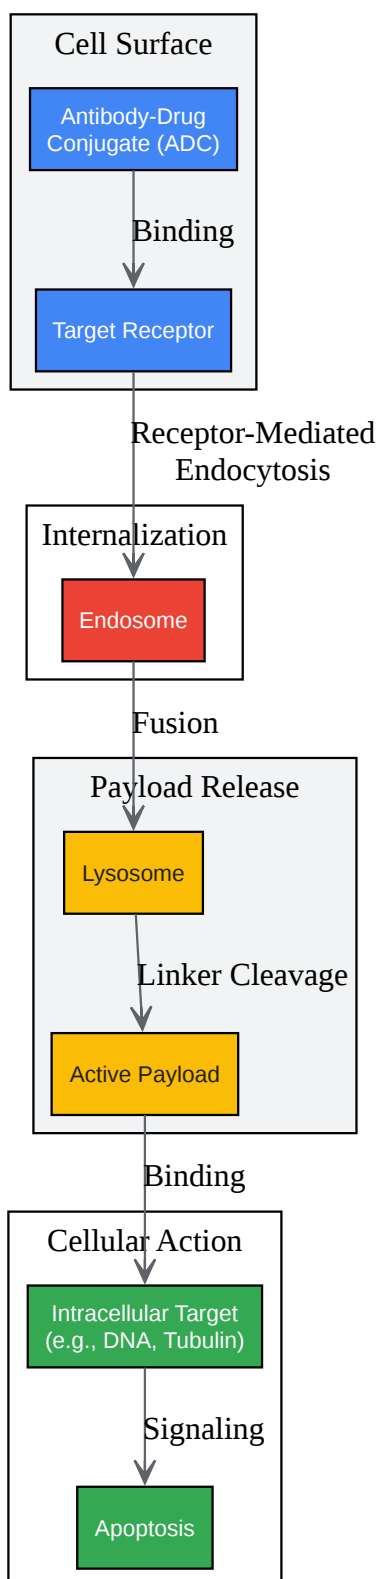 Cell Surface
Antibody-Drug
Conjugate (ADC)
Binding
Target Receptor
Receptor-Mediated
Endocytosis
Internalization
Endosome
Fusion
Payload Release
Lysosome
Linker Cleavage
Active Payload
Binding
Cellular Action
Intracellular Target
(e.g., DNA, Tubulin)
Signaling
Apoptosis